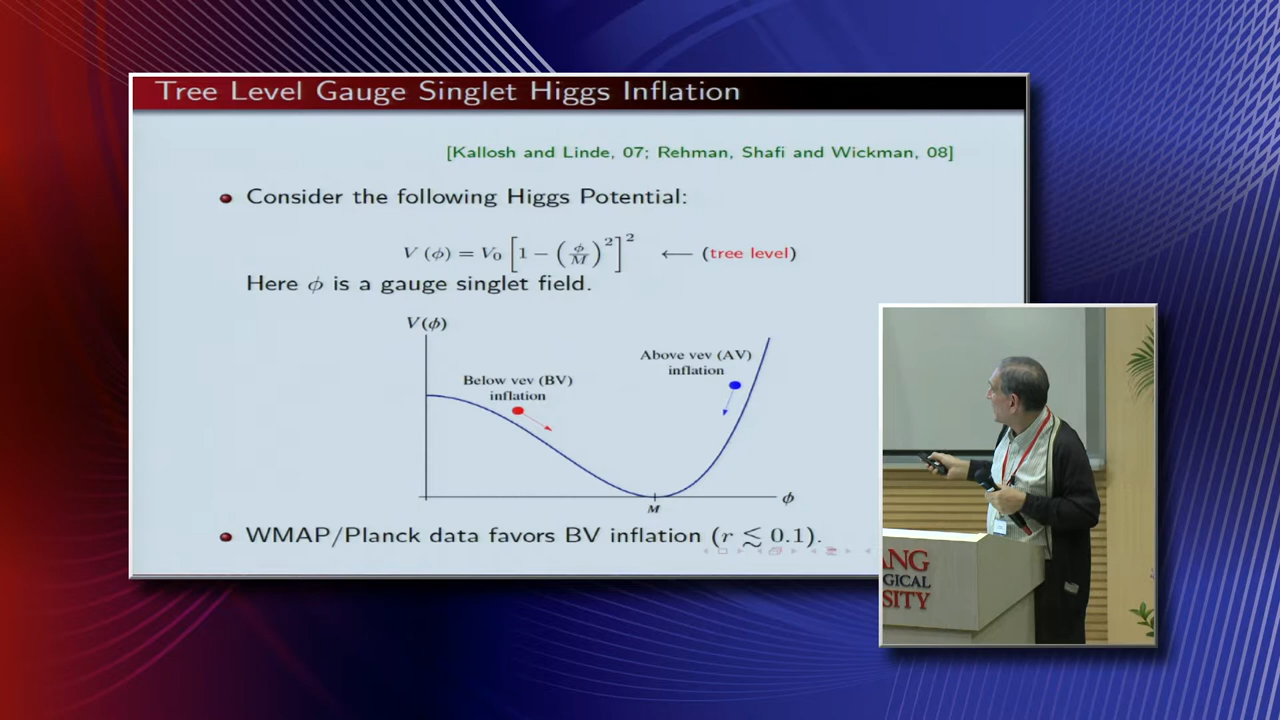 Tree Level Gauge Singlet Higgs Inflation
[Kallosh and Linde, 07; Rehman, Shafi and Wickman, 08]
Consider the following Higgs Potential:
V (ϕ) = V₀ [1 − (ϕ/M)²]² ⟵ (tree level)
Here ϕ is a gauge singlet field.
V(ϕ)
Above vev (AV)
inflation
Below vev (BV)
inflation
ϕ
M
WMAP/Planck data favors BV inflation (r ≲ 0.1).
ANG
GICAL
SITY